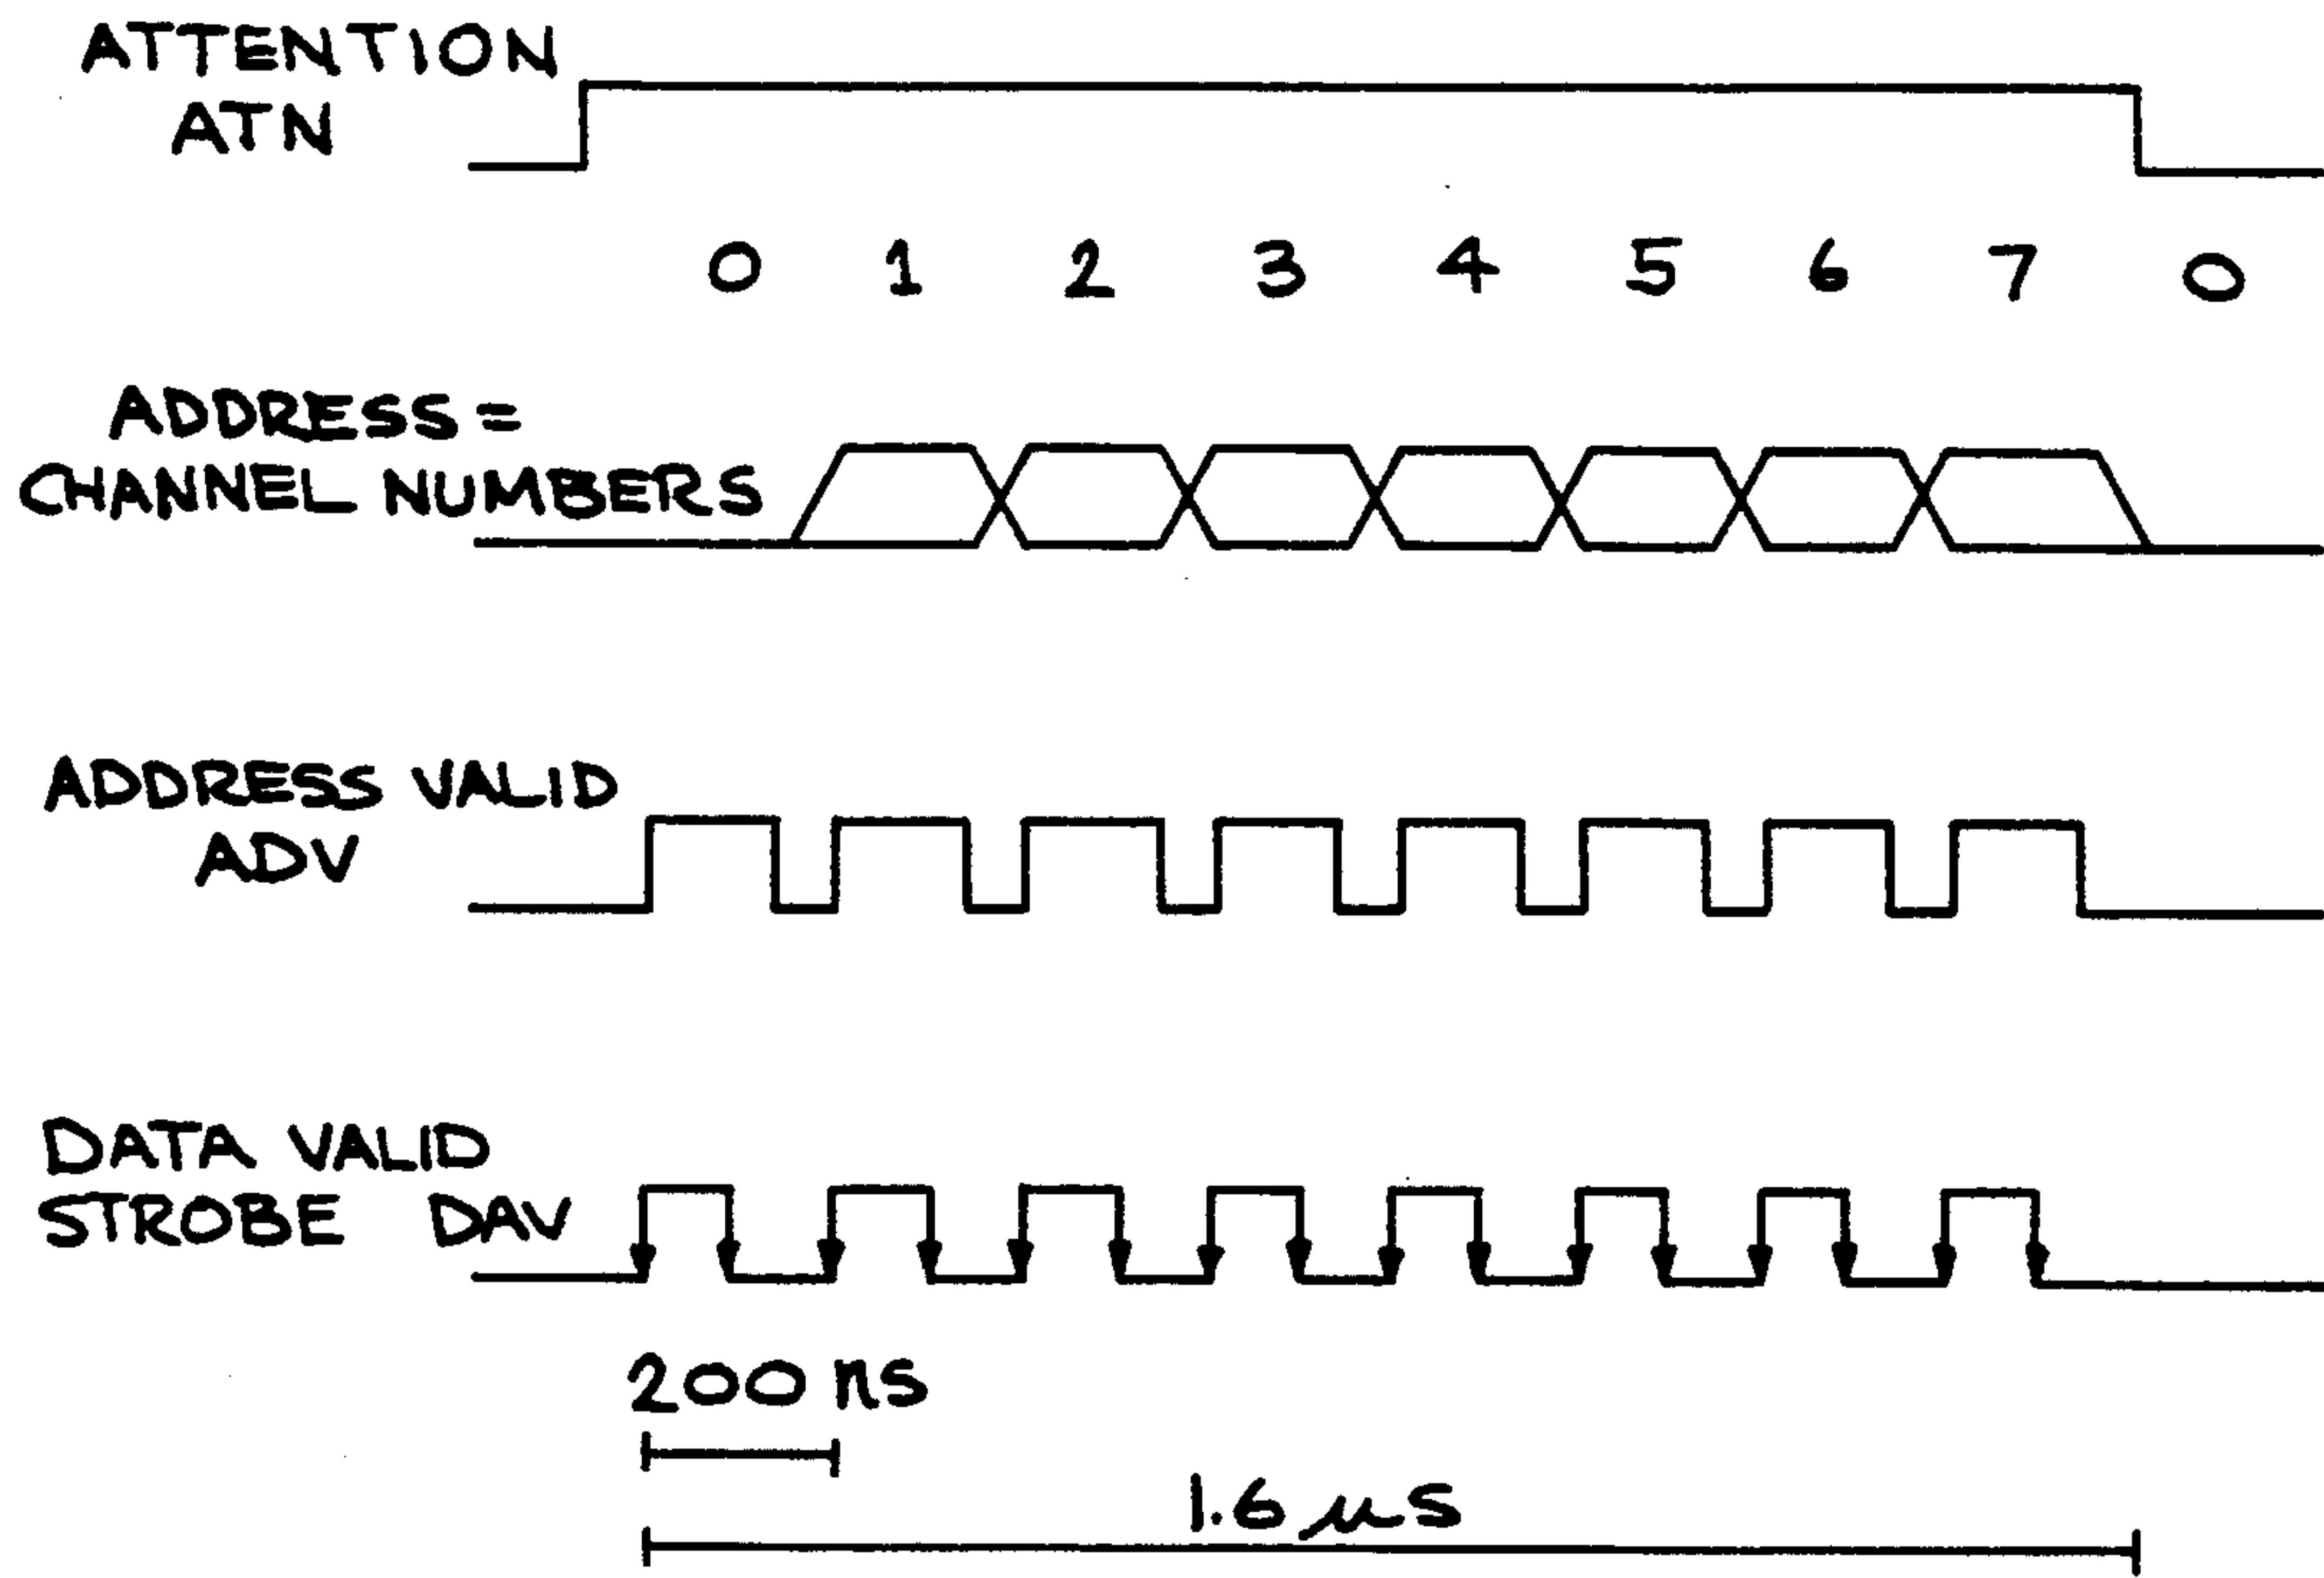 ATTENTION
ATN
0 1 2 3 4 5 6 7 0
ADDRESS =
CHANNEL NUMBERS
ADDRESS VALID
ADV
DATA VALID
STROBE DAV
200 ns
1.6 μs